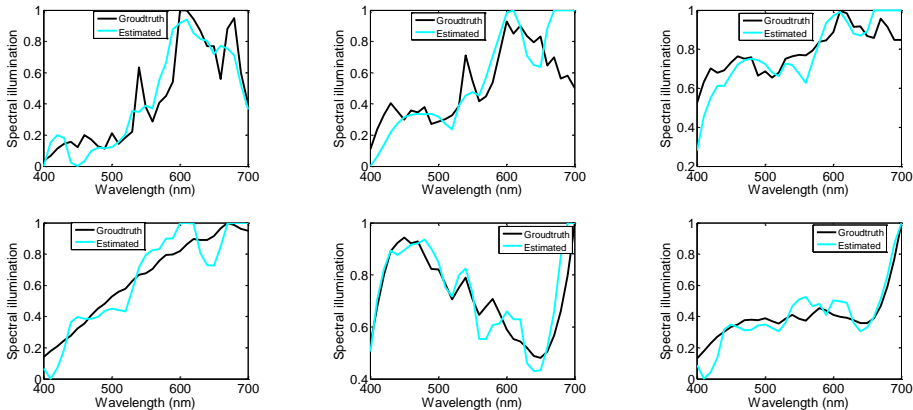 1
0.8
0.6
0.4
0.2
0
400 500 600 700
Wavelength (nm)
Spectral illumination
Groudtruth
Estimated
1
0.8
0.6
0.4
0.2
0
400 500 600 700
Wavelength (nm)
Spectral illumination
Groudtruth
Estimated
1
0.8
0.6
0.4
0.2
400 500 600 700
Wavelength (nm)
Spectral illumination
Groudtruth
Estimated
1
0.8
0.6
0.4
0.2
0
400 500 600 700
Wavelength (nm)
Spectral illumination
Groudtruth
Estimated
1
0.8
0.6
0.4
400 500 600 700
Wavelength (nm)
Spectral illumination
Groudtruth
Estimated
1
0.8
0.6
0.4
0.2
0
400 500 600 700
Wavelength (nm)
Spectral illumination
Groudtruth
Estimated